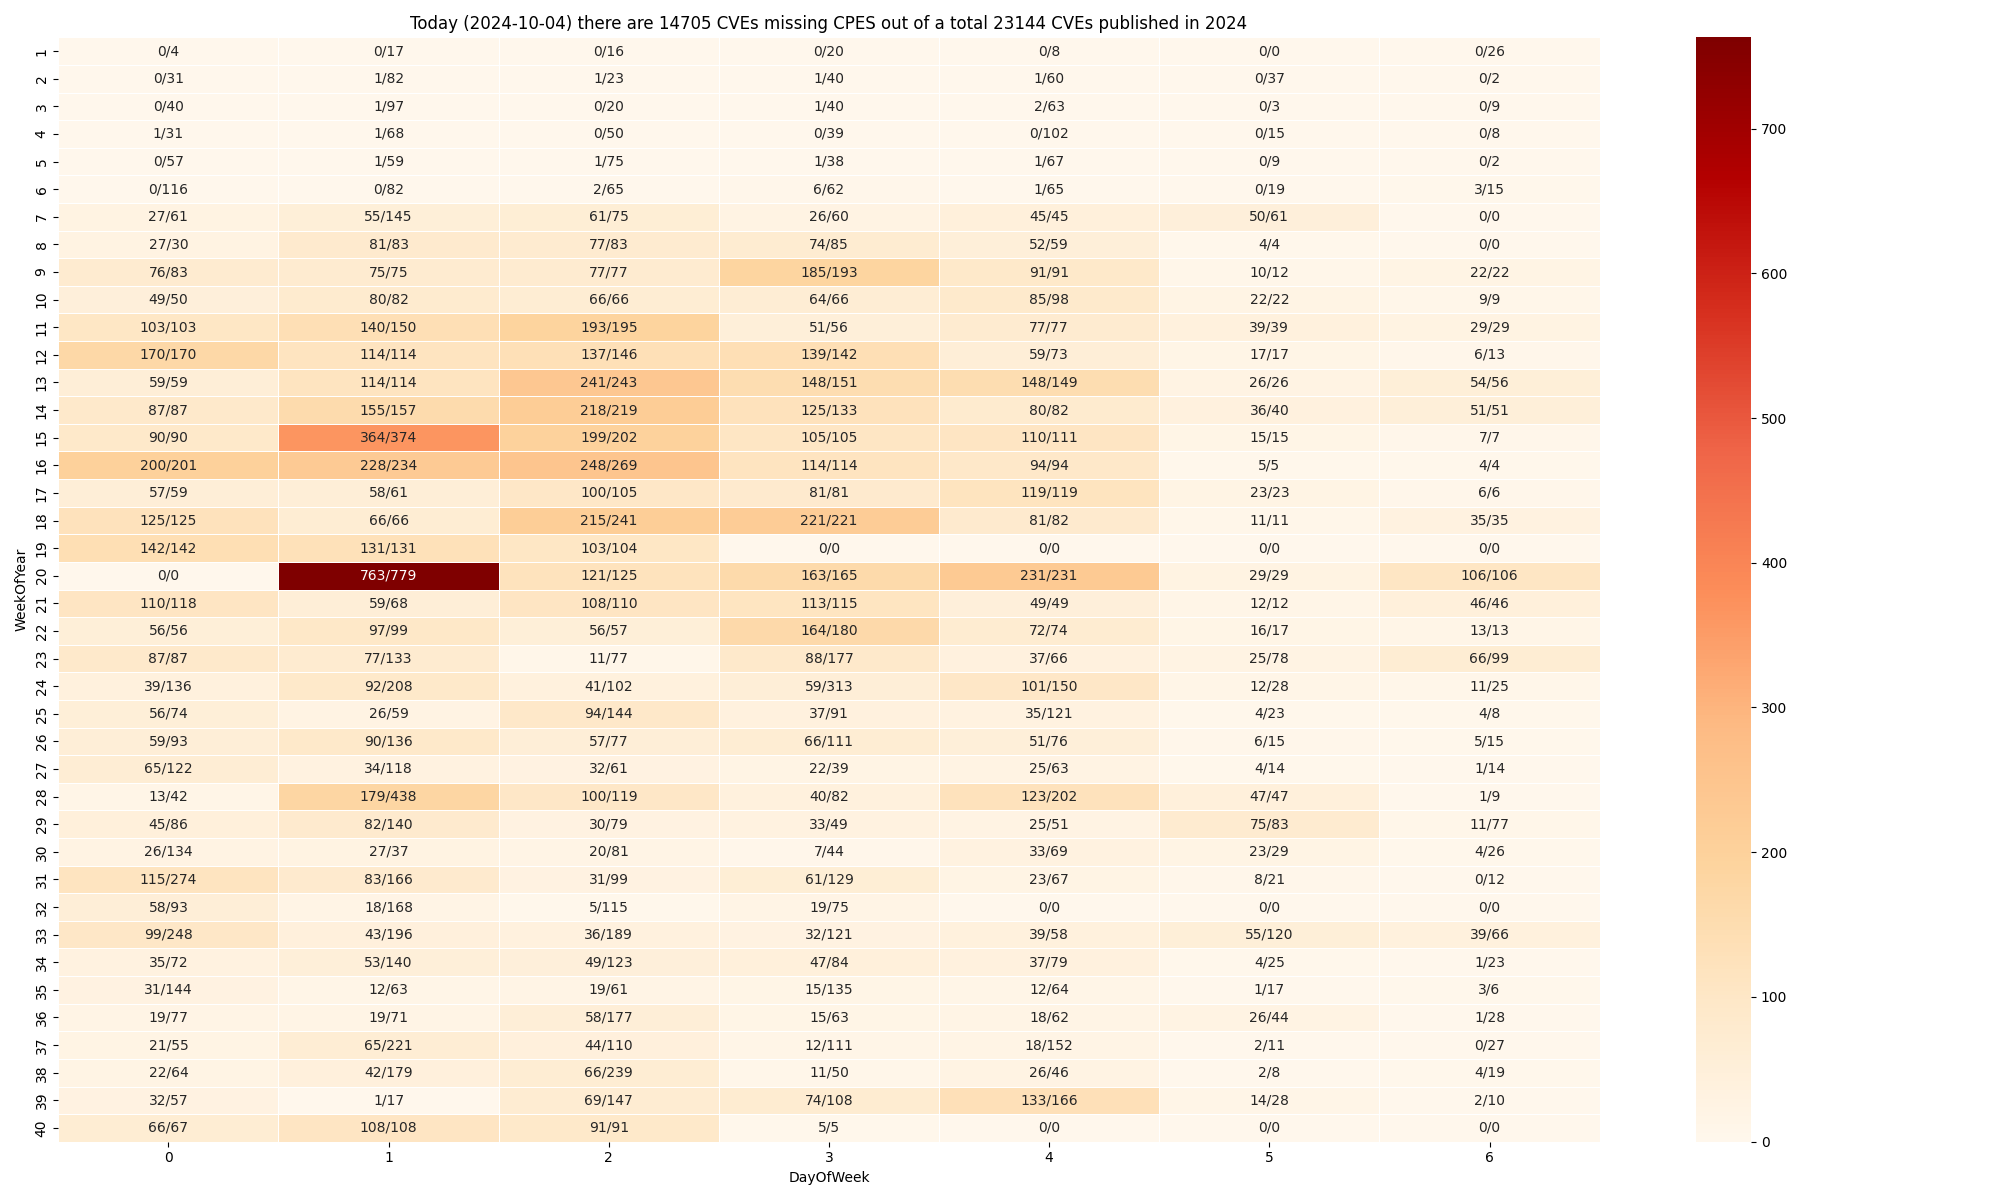 Today (2024-10-04) there are 14705 CVEs missing CPES out of a total 23144 CVEs published in 2024
1 0/4 0/17 0/16 0/20 0/8 0/0 0/26
2 0/31 1/82 1/23 1/40 1/60 0/37 0/2
3 0/40 1/97 0/20 1/40 2/63 0/3 0/9
4 1/31 1/68 0/50 0/39 0/102 0/15 0/8
5 0/57 1/59 1/75 1/38 1/67 0/9 0/2
6 0/116 0/82 2/65 6/62 1/65 0/19 3/15
7 27/61 55/145 61/75 26/60 45/45 50/61 0/0
8 27/30 81/83 77/83 74/85 52/59 4/4 0/0
9 76/83 75/75 77/77 185/193 91/91 10/12 22/22
10 49/50 80/82 66/66 64/66 85/98 22/22 9/9
11 103/103 140/150 193/195 51/56 77/77 39/39 29/29
12 170/170 114/114 137/146 139/142 59/73 17/17 6/13
13 59/59 114/114 241/243 148/151 148/149 26/26 54/56
14 87/87 155/157 218/219 125/133 80/82 36/40 51/51
15 90/90 364/374 199/202 105/105 110/111 15/15 7/7
16 200/201 228/234 248/269 114/114 94/94 5/5 4/4
17 57/59 58/61 100/105 81/81 119/119 23/23 6/6
18 125/125 66/66 215/241 221/221 81/82 11/11 35/35
19 142/142 131/131 103/104 0/0 0/0 0/0 0/0
20 0/0 763/779 121/125 163/165 231/231 29/29 106/106
21 110/118 59/68 108/110 113/115 49/49 12/12 46/46
22 56/56 97/99 56/57 164/180 72/74 16/17 13/13
23 87/87 77/133 11/77 88/177 37/66 25/78 66/99
24 39/136 92/208 41/102 59/313 101/150 12/28 11/25
25 56/74 26/59 94/144 37/91 35/121 4/23 4/8
26 59/93 90/136 57/77 66/111 51/76 6/15 5/15
27 65/122 34/118 32/61 22/39 25/63 4/14 1/14
28 13/42 179/438 100/119 40/82 123/202 47/47 1/9
29 45/86 82/140 30/79 33/49 25/51 75/83 11/77
30 26/134 27/37 20/81 7/44 33/69 23/29 4/26
31 115/274 83/166 31/99 61/129 23/67 8/21 0/12
32 58/93 18/168 5/115 19/75 0/0 0/0 0/0
33 99/248 43/196 36/189 32/121 39/58 55/120 39/66
34 35/72 53/140 49/123 47/84 37/79 4/25 1/23
35 31/144 12/63 19/61 15/135 12/64 1/17 3/6
36 19/77 19/71 58/177 15/63 18/62 26/44 1/28
37 21/55 65/221 44/110 12/111 18/152 2/11 0/27
38 22/64 42/179 66/239 11/50 26/46 2/8 4/19
39 32/57 1/17 69/147 74/108 133/166 14/28 2/10
40 66/67 108/108 91/91 5/5 0/0 0/0 0/0
0 1 2 3 4 5 6
DayOfWeek
WeekOfYear
700
600
500
400
300
200
100
0